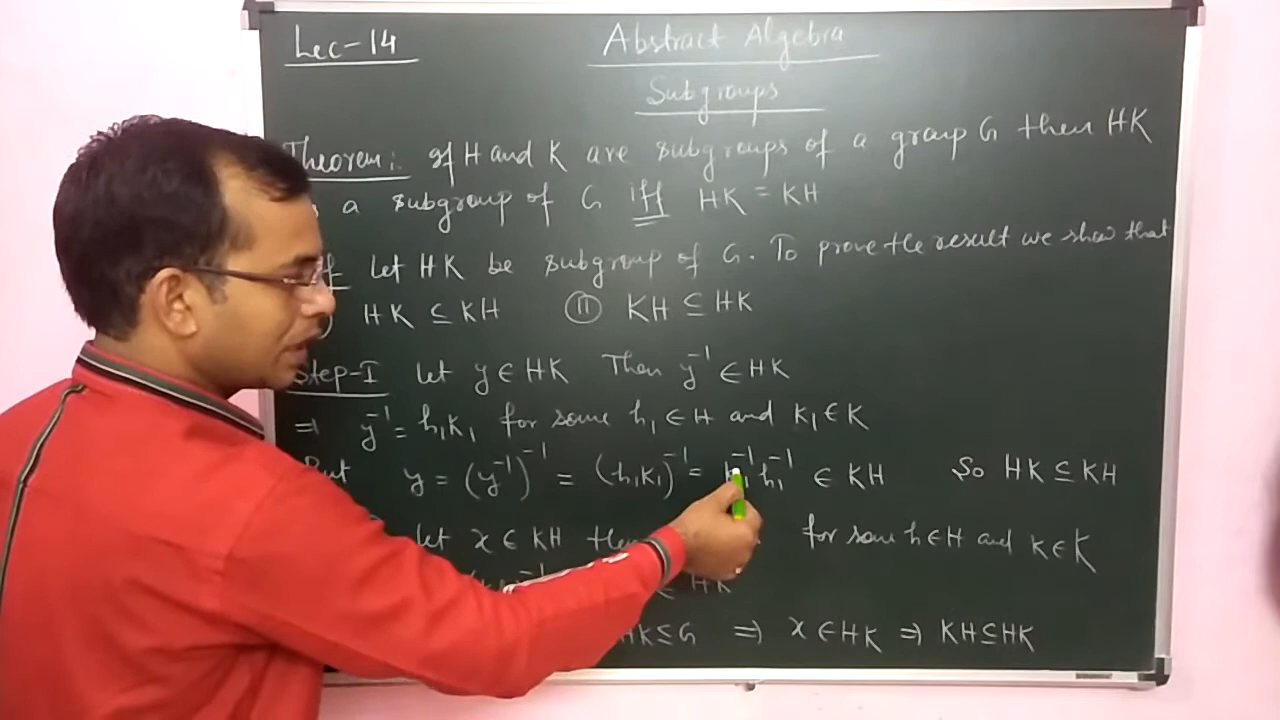 Lec-14 Abstract Algebra
Subgroups
Theorem: If H and K are subgroups of a group G then HK
a subgroup of G iff HK = KH
Let HK be subgroup of G. To prove the result we show that
HK ⊆ KH (II) KH ⊆ HK
Step-I Let y ∈ HK Then y⁻¹ ∈ HK
⇒ y⁻¹ = h₁k₁ for some h₁ ∈ H and k₁ ∈ K
But y = (y⁻¹)⁻¹ = (h₁k₁)⁻¹ = k₁⁻¹h₁⁻¹ ∈ KH So HK ⊆ KH
Let x ∈ KH then for some h ∈ H and k ∈ K
∈ HK
HK ≤ G ⇒ x ∈ HK ⇒ KH ⊆ HK